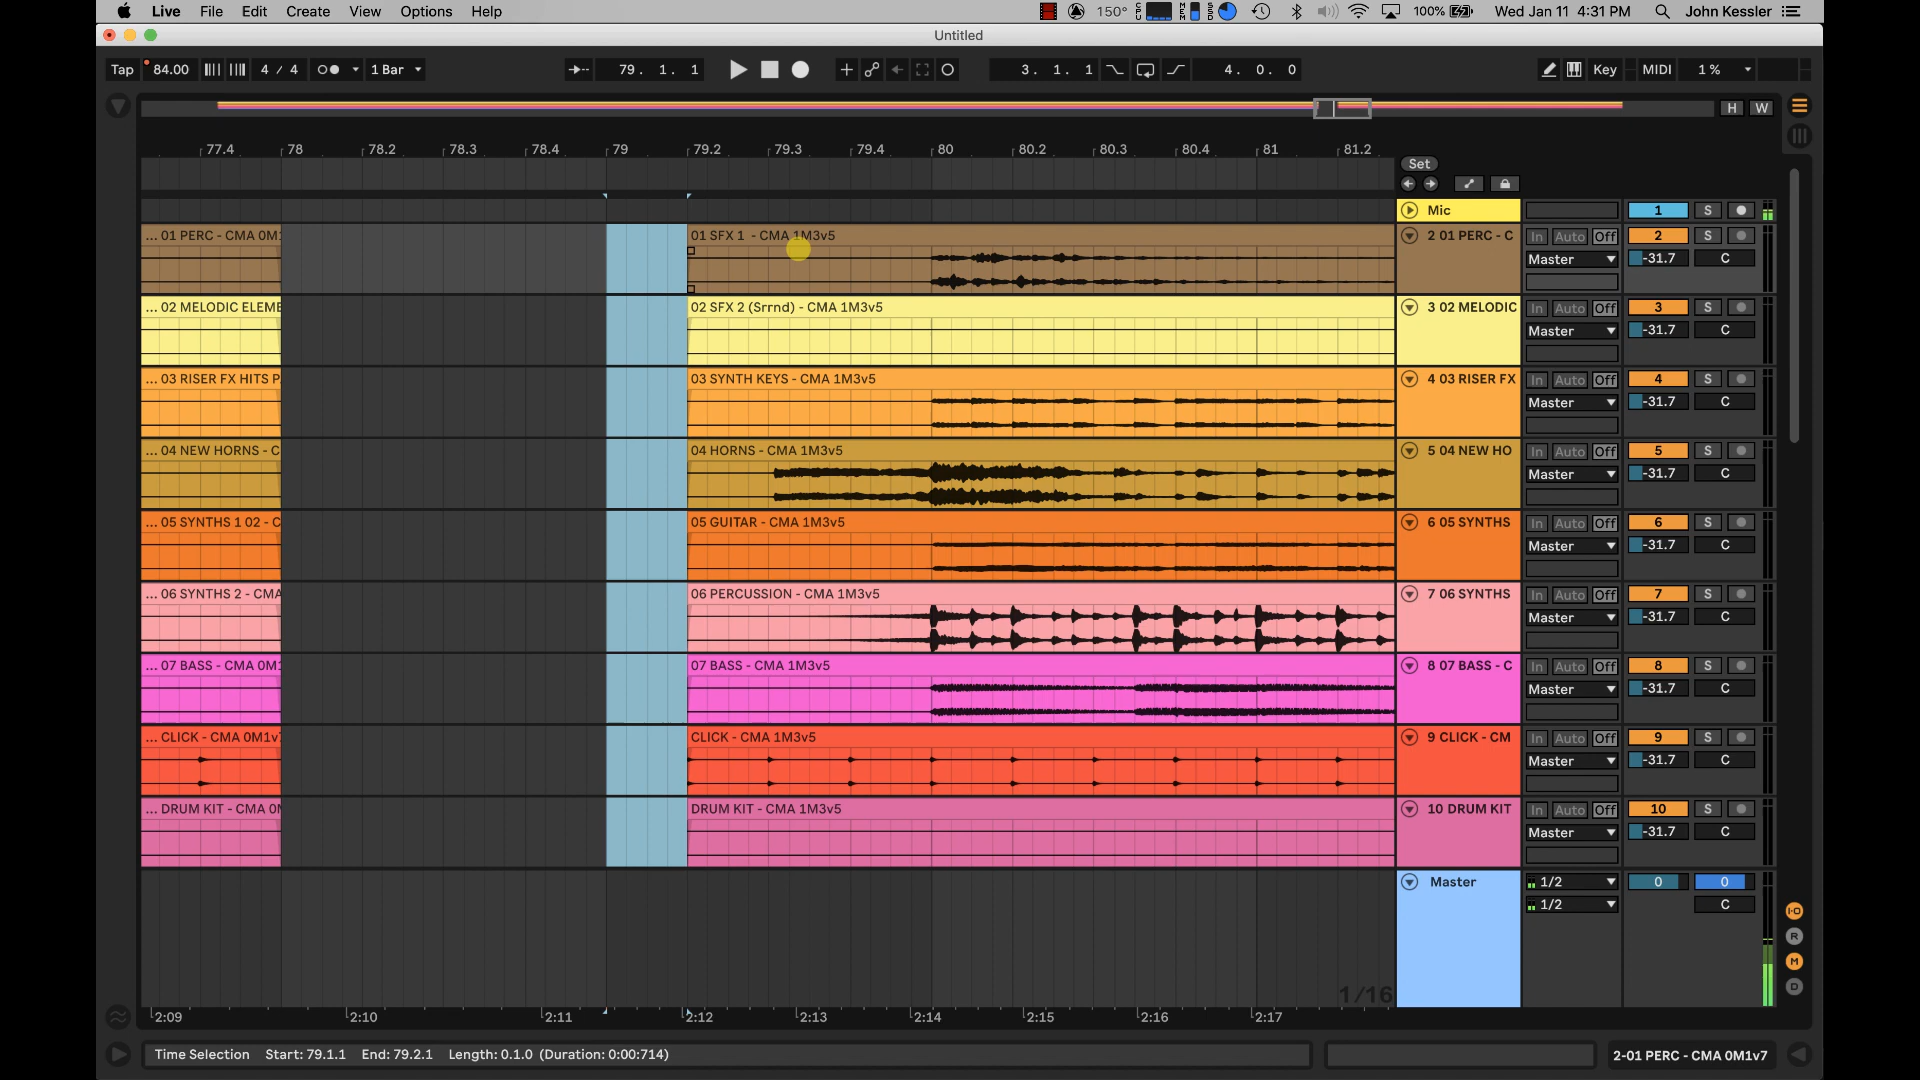 Live File Edit Create View Options Help 150° 100% Wed Jan 11 4:31 PM John Kessler
Untitled
Tap 84.00 4 / 4 1 Bar 79. 1. 1 3. 1. 1 4. 0. 0 Key MIDI 1 %
H W
77.4 78 78.2 78.3 78.4 79 79.2 79.3 79.4 80 80.2 80.3 80.4 81 81.2
Set
Mic 1 S
... 01 PERC - CMA 0M1 01 SFX 1 - CMA 1M3v5 2 01 PERC - C In Auto Off 2 S
Master -31.7 C
... 02 MELODIC ELEME 02 SFX 2 (Srrnd) - CMA 1M3v5 3 02 MELODIC In Auto Off 3 S
Master -31.7 C
... 03 RISER FX HITS P 03 SYNTH KEYS - CMA 1M3v5 4 03 RISER FX In Auto Off 4 S
Master -31.7 C
... 04 NEW HORNS - C 04 HORNS - CMA 1M3v5 5 04 NEW HO In Auto Off 5 S
Master -31.7 C
... 05 SYNTHS 1 02 - C 05 GUITAR - CMA 1M3v5 6 05 SYNTHS In Auto Off 6 S
Master -31.7 C
... 06 SYNTHS 2 - CMA 06 PERCUSSION - CMA 1M3v5 7 06 SYNTHS In Auto Off 7 S
Master -31.7 C
... 07 BASS - CMA 0M1 07 BASS - CMA 1M3v5 8 07 BASS - C In Auto Off 8 S
Master -31.7 C
... CLICK - CMA 0M1v CLICK - CMA 1M3v5 9 CLICK - CM In Auto Off 9 S
Master -31.7 C
... DRUM KIT - CMA 0M DRUM KIT - CMA 1M3v5 10 DRUM KIT In Auto Off 10 S
Master -31.7 C
Master 1/2 0 0
1/2 C
I·O
R
M
D
1/16
2:09 2:10 2:11 2:12 2:13 2:14 2:15 2:16 2:17
Time Selection Start: 79.1.1 End: 79.2.1 Length: 0.1.0 (Duration: 0:00:714) 2-01 PERC - CMA 0M1v7